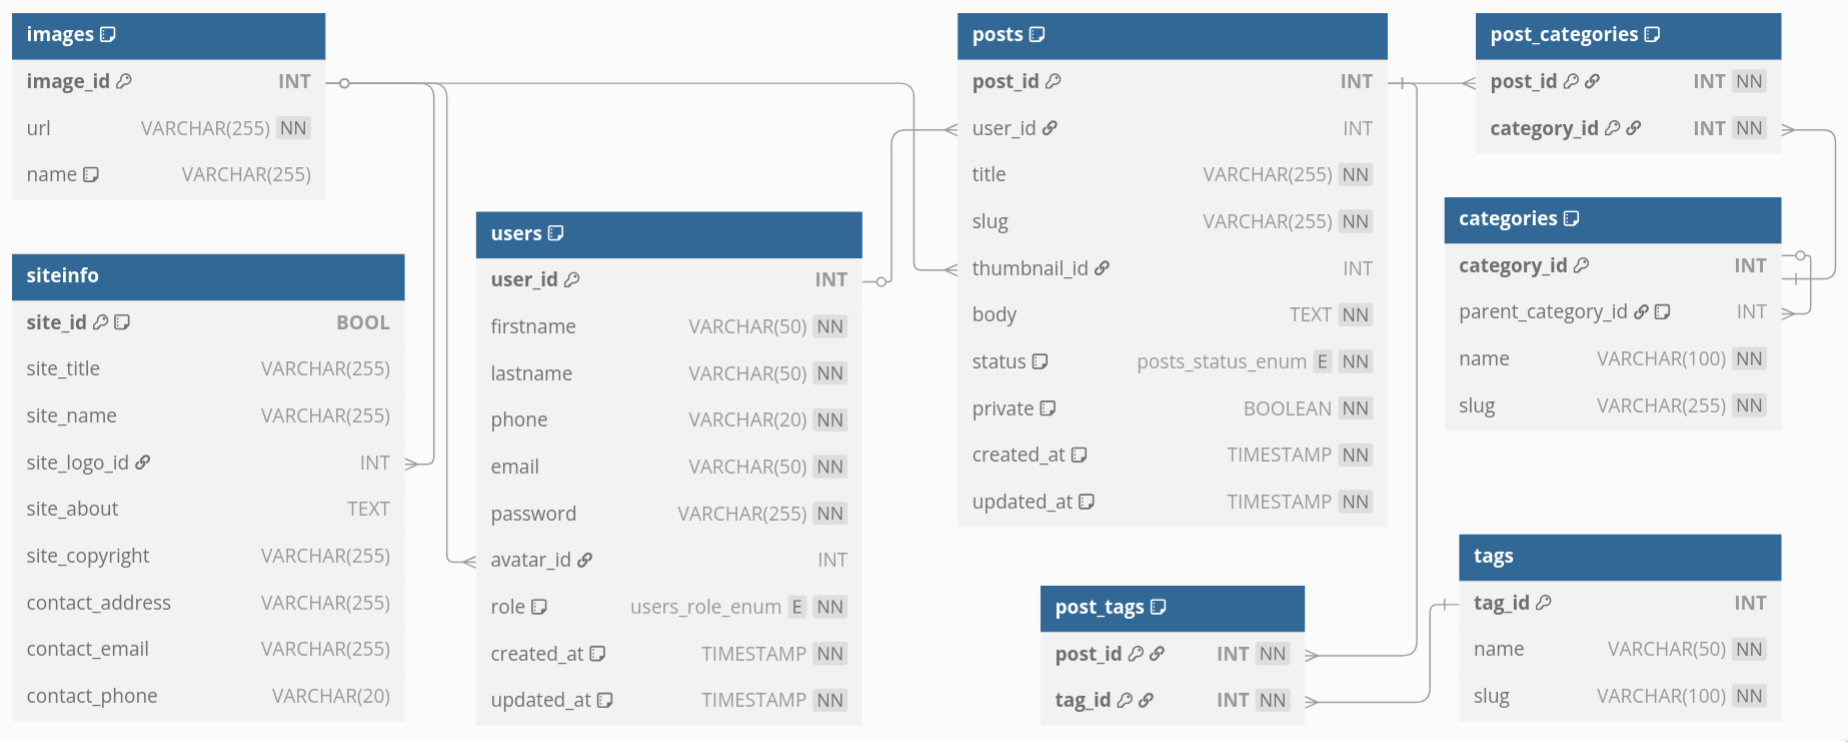 images
image_id INT
url VARCHAR(255) NN
name VARCHAR(255)
siteinfo
site_id BOOL
site_title VARCHAR(255)
site_name VARCHAR(255)
site_logo_id INT
site_about TEXT
site_copyright VARCHAR(255)
contact_address VARCHAR(255)
contact_email VARCHAR(255)
contact_phone VARCHAR(20)
users
user_id INT
firstname VARCHAR(50) NN
lastname VARCHAR(50) NN
phone VARCHAR(20) NN
email VARCHAR(50) NN
password VARCHAR(255) NN
avatar_id INT
role users_role_enum E NN
created_at TIMESTAMP NN
updated_at TIMESTAMP NN
posts
post_id INT
user_id INT
title VARCHAR(255) NN
slug VARCHAR(255) NN
thumbnail_id INT
body TEXT NN
status posts_status_enum E NN
private BOOLEAN NN
created_at TIMESTAMP NN
updated_at TIMESTAMP NN
post_tags
post_id INT NN
tag_id INT NN
post_categories
post_id INT NN
category_id INT NN
categories
category_id INT
parent_category_id INT
name VARCHAR(100) NN
slug VARCHAR(255) NN
tags
tag_id INT
name VARCHAR(50) NN
slug VARCHAR(100) NN